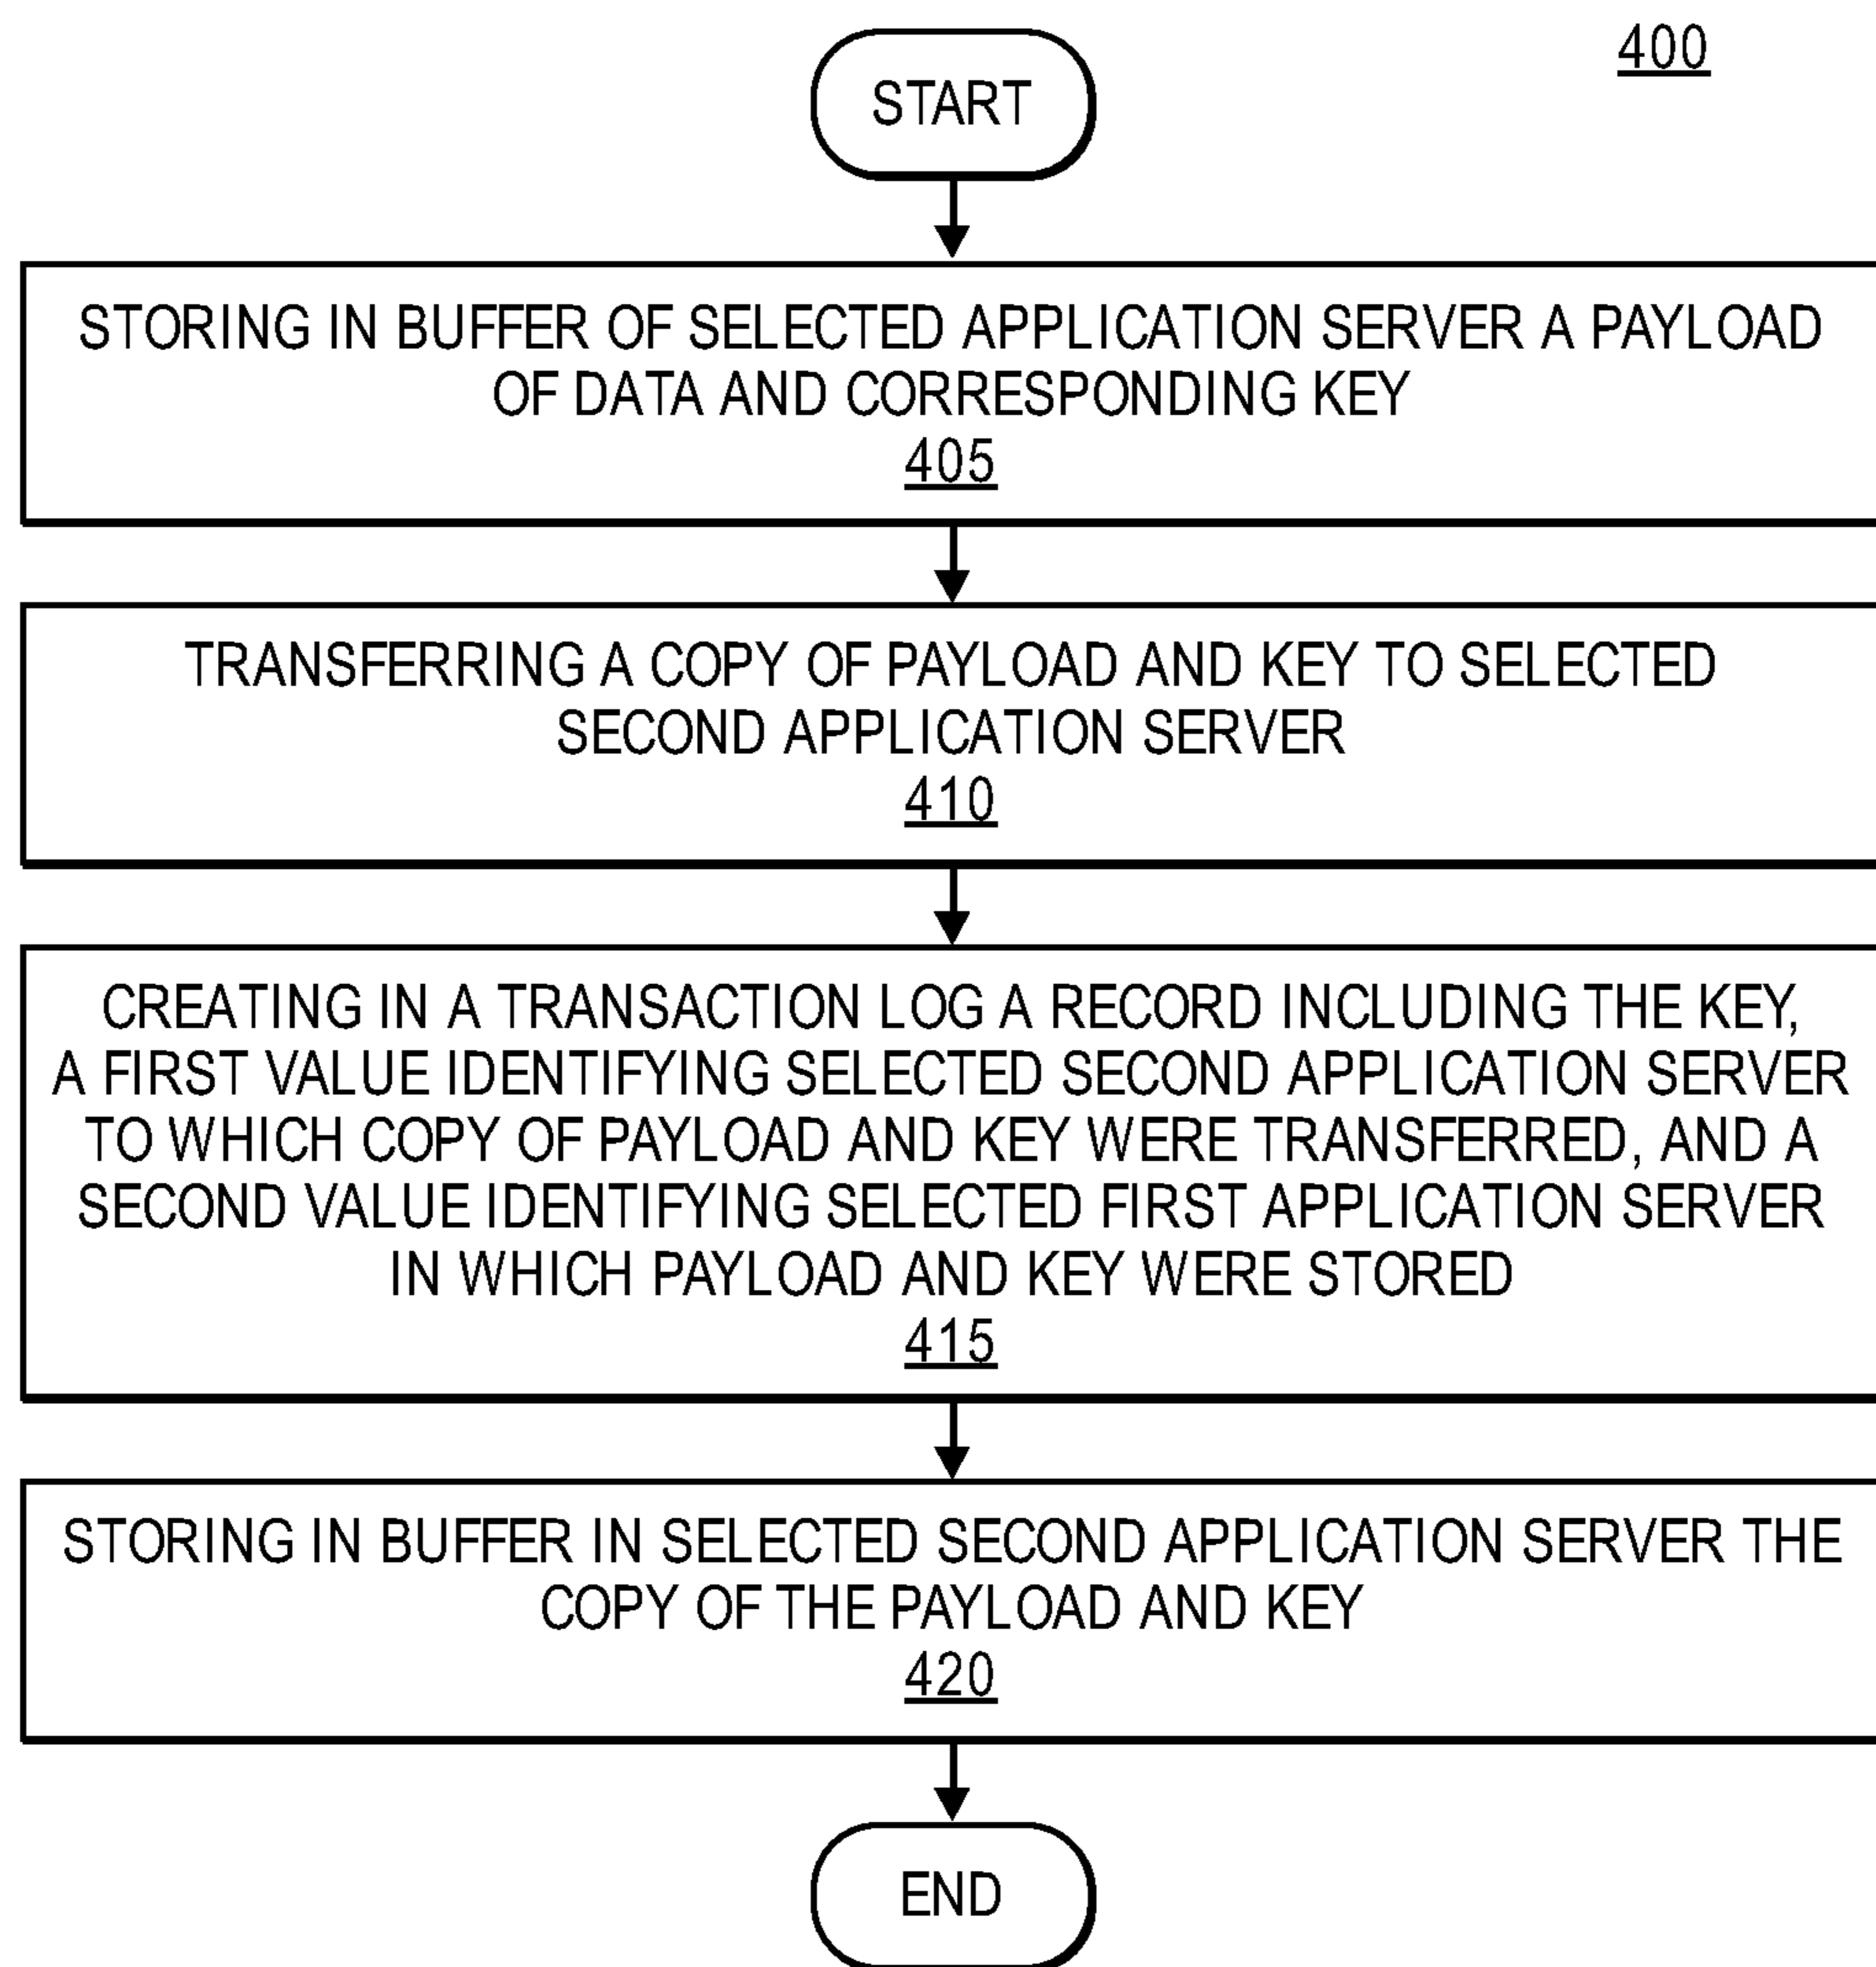 400
START
STORING IN BUFFER OF SELECTED APPLICATION SERVER A PAYLOAD
OF DATA AND CORRESPONDING KEY
405
TRANSFERRING A COPY OF PAYLOAD AND KEY TO SELECTED
SECOND APPLICATION SERVER
410
CREATING IN A TRANSACTION LOG A RECORD INCLUDING THE KEY,
A FIRST VALUE IDENTIFYING SELECTED SECOND APPLICATION SERVER
TO WHICH COPY OF PAYLOAD AND KEY WERE TRANSFERRED, AND A
SECOND VALUE IDENTIFYING SELECTED FIRST APPLICATION SERVER
IN WHICH PAYLOAD AND KEY WERE STORED
415
STORING IN BUFFER IN SELECTED SECOND APPLICATION SERVER THE
COPY OF THE PAYLOAD AND KEY
420
END